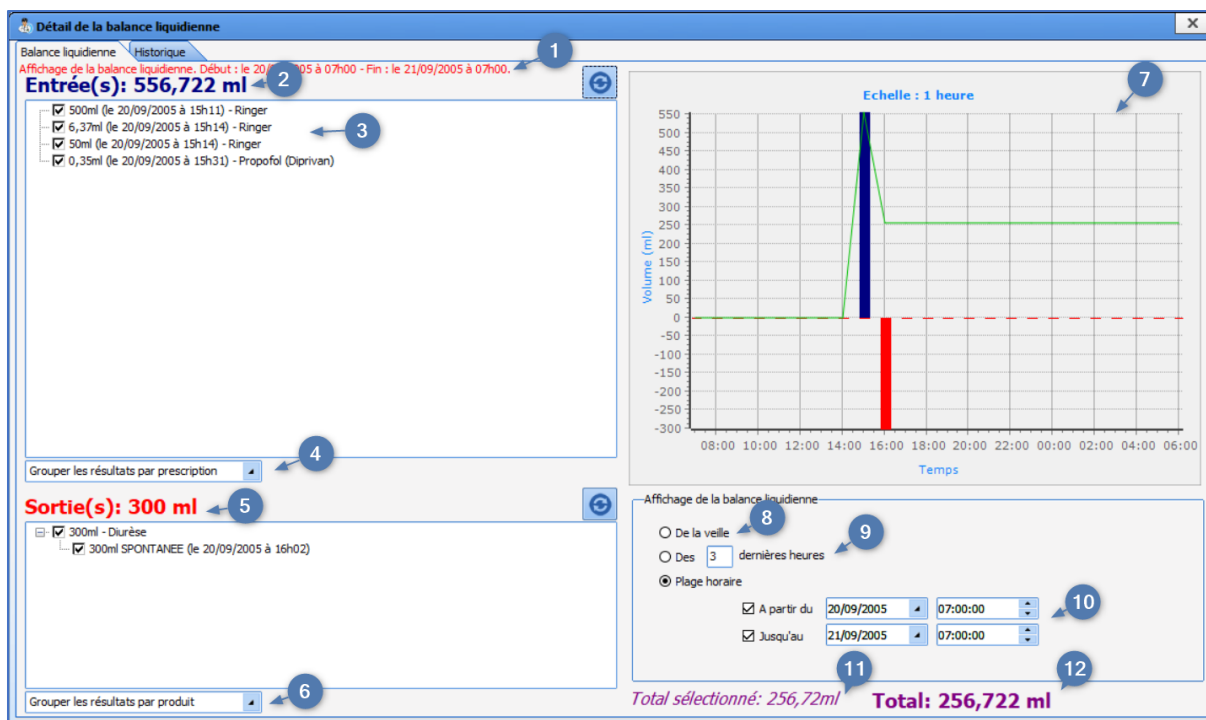 Détail de la balance liquidienne
Balance liquidienne Historique
1
Affichage de la balance liquidienne. Début : le 20/09/2005 à 07h00 - Fin : le 21/09/2005 à 07h00.
Entrée(s): 556,722 ml
2
500ml (le 20/09/2005 à 15h11) - Ringer
6,37ml (le 20/09/2005 à 15h14) - Ringer
50ml (le 20/09/2005 à 15h14) - Ringer
0,35ml (le 20/09/2005 à 15h31) - Propofol (Diprivan)
3
Grouper les résultats par prescription
4
Sortie(s): 300 ml
5
300ml - Diurèse
300ml SPONTANEE (le 20/09/2005 à 16h02)
Grouper les résultats par produit
6
7
Echelle : 1 heure
Volume (ml)
550
500
450
400
350
300
250
200
150
100
50
0
-50
-100
-150
-200
-250
-300
08:00 10:00 12:00 14:00 16:00 18:00 20:00 22:00 00:00 02:00 04:00 06:00
Temps
Affichage de la balance liquidienne
De la veille
8
Des 3 dernières heures
9
Plage horaire
A partir du 20/09/2005 07:00:00
10
Jusqu'au 21/09/2005 07:00:00
11
12
Total sélectionné: 256,72ml
Total: 256,722 ml